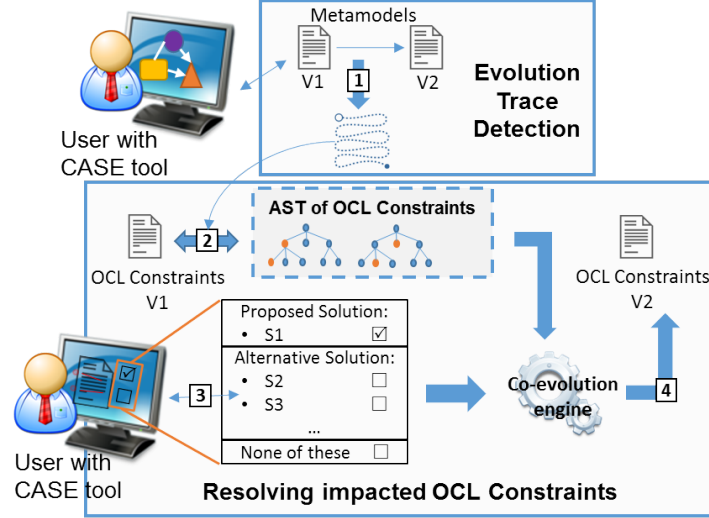 Metamodels
V1
V2
1
Evolution
Trace
Detection
User with
CASE tool
AST of OCL Constraints
2
OCL Constraints
V1
OCL Constraints
V2
Proposed Solution:
• S1 ☑
Alternative Solution:
• S2 ☐
• S3 ☐
...
None of these ☐
3
Co-evolution
engine
4
User with
CASE tool
Resolving impacted OCL Constraints